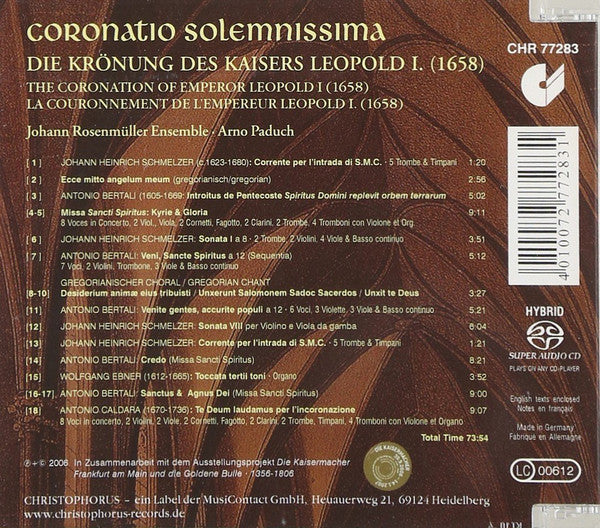 CORONATIO SOLEMNISSIMA
CHR 77283
DIE KRÖNUNG DES KAISERS LEOPOLD I. (1658)
THE CORONATION OF EMPEROR LEOPOLD I (1658)
LA COURONNEMENT DE L'EMPEREUR LEOPOLD I. (1658)
Johann Rosenmüller Ensemble · Arno Paduch
[1] JOHANN HEINRICH SCHMELZER (c.1623-1680): Corrente per l'intrada di S.M.C. · 5 Trombe & Timpani 1:20
[2] Ecce mitto angelum meum (gregorianisch/gregorian) 2:06
[3] ANTONIO BERTALI (1605-1669: Introitus de Pentecoste Spiritus Domini replevit orbem terrarum 5:02
[4-5] Missa Sancti Spiritus: Kyrie & Gloria 9:11
8 Voces in Concerto, 2 Viol., Viola, 2 Cornetti, Fagotto, 2 Clarini, 2 Trombe, 4 Tromboni con Violone et Org.
[6] JOHANN HEINRICH SCHMELZER: Sonata I a 8 · 2 Trombe, 2 Violini, 4 Viole & Basso continuo 3:51
[7] ANTONIO BERTALI: Veni, Sancte Spiritus a 12 (Sequentia) 5:21
7 Voci, 2 Violini, Trombone, 3 Viole & Basso continuo
GREGORIANISCHER CHORAL / GREGORIAN CHANT
[8-10] Desiderium animæ eius tribuisti / Unxerunt Salomonem Sadoc Sacerdos / Unxit te Deus 3:27
[11] ANTONIO BERTALI: Venite gentes, accurite populi a 12 · 6 Voci, 3 Violette, 3 Viole & Basso cont. 9:07
[12] JOHANN HEINRICH SCHMELZER: Sonata VIII per Violino e Viola da gamba 6:04
[13] JOHANN HEINRICH SCHMELZER: Corrente per l'intrada di S.M.C. · 5 Trombe & Timpani 1:21
[14] ANTONIO BERTALI: Credo (Missa Sancti Spiritus) 8:21
[15] WOLFGANG EBNER (1612-1665): Toccata tertii toni · Organo 3:52
[16-17] ANTONIO BERTALI: Sanctus & Agnus Dei (Missa Sancti Spiritus) 9:00
[18] ANTONIO CALDARA (1670-1736): Te Deum laudamus per l'incoronazione 9:07
8 Voci in concerto, 2 Violini, 2 Viole, 2 Cornetti, Fagotto, 2 Clarini, 2 Trombe, Timpani, 4 Tromboni con Violone et Organo
Total Time 73:54
4010072772831
HYBRID
SUPER AUDIO CD
PLAYS ON ANY CD-PLAYER
English texts enclosed
Notes en français
Made in Germany
Fabriqué en Allemagne
LC 00612
℗+© 2006 In Zusammenarbeit mit dem Ausstellungsprojekt Die Kaisermacher
Frankfurt am Main und die Goldene Bulle · 1356-1806
DIE KAISERMACHER
CHRISTOPHORUS – ein Label der MusiContact GmbH, Heuauerweg 21, 69124 Heidelberg
www.christophorus-records.de